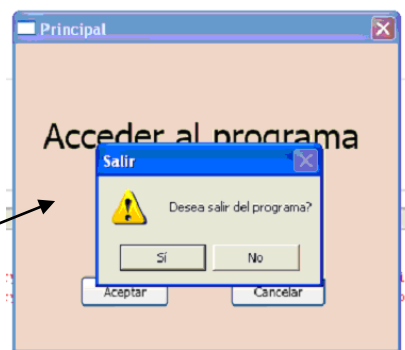 Principal
Acceder al programa
Salir
Desea salir del programa?
Sí No
Aceptar Cancelar